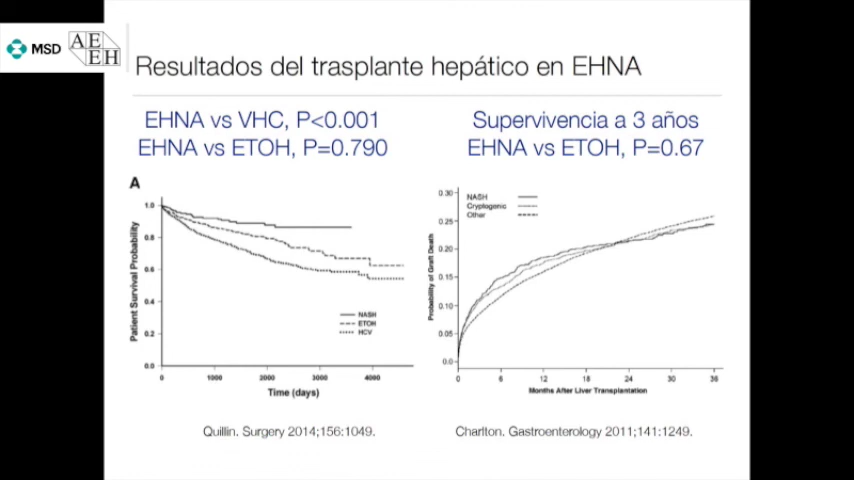 MSD
AE
EH
Resultados del trasplante hepático en EHNA
EHNA vs VHC, P<0.001
EHNA vs ETOH, P=0.790
Supervivencia a 3 años
EHNA vs ETOH, P=0.67
A
Patient Survival Probability
1.0
0.8
0.6
0.4
0.2
0.0
NASH
ETOH
HCV
0
1000
2000
3000
4000
Time (days)
Probability of Graft Death
0.30
0.25
0.20
0.15
0.10
0.05
0.0
NASH
Cryptogenic
Other
0
6
12
18
24
30
36
Months After Liver Transplantation
Quillin. Surgery 2014;156:1049.
Charlton. Gastroenterology 2011;141:1249.